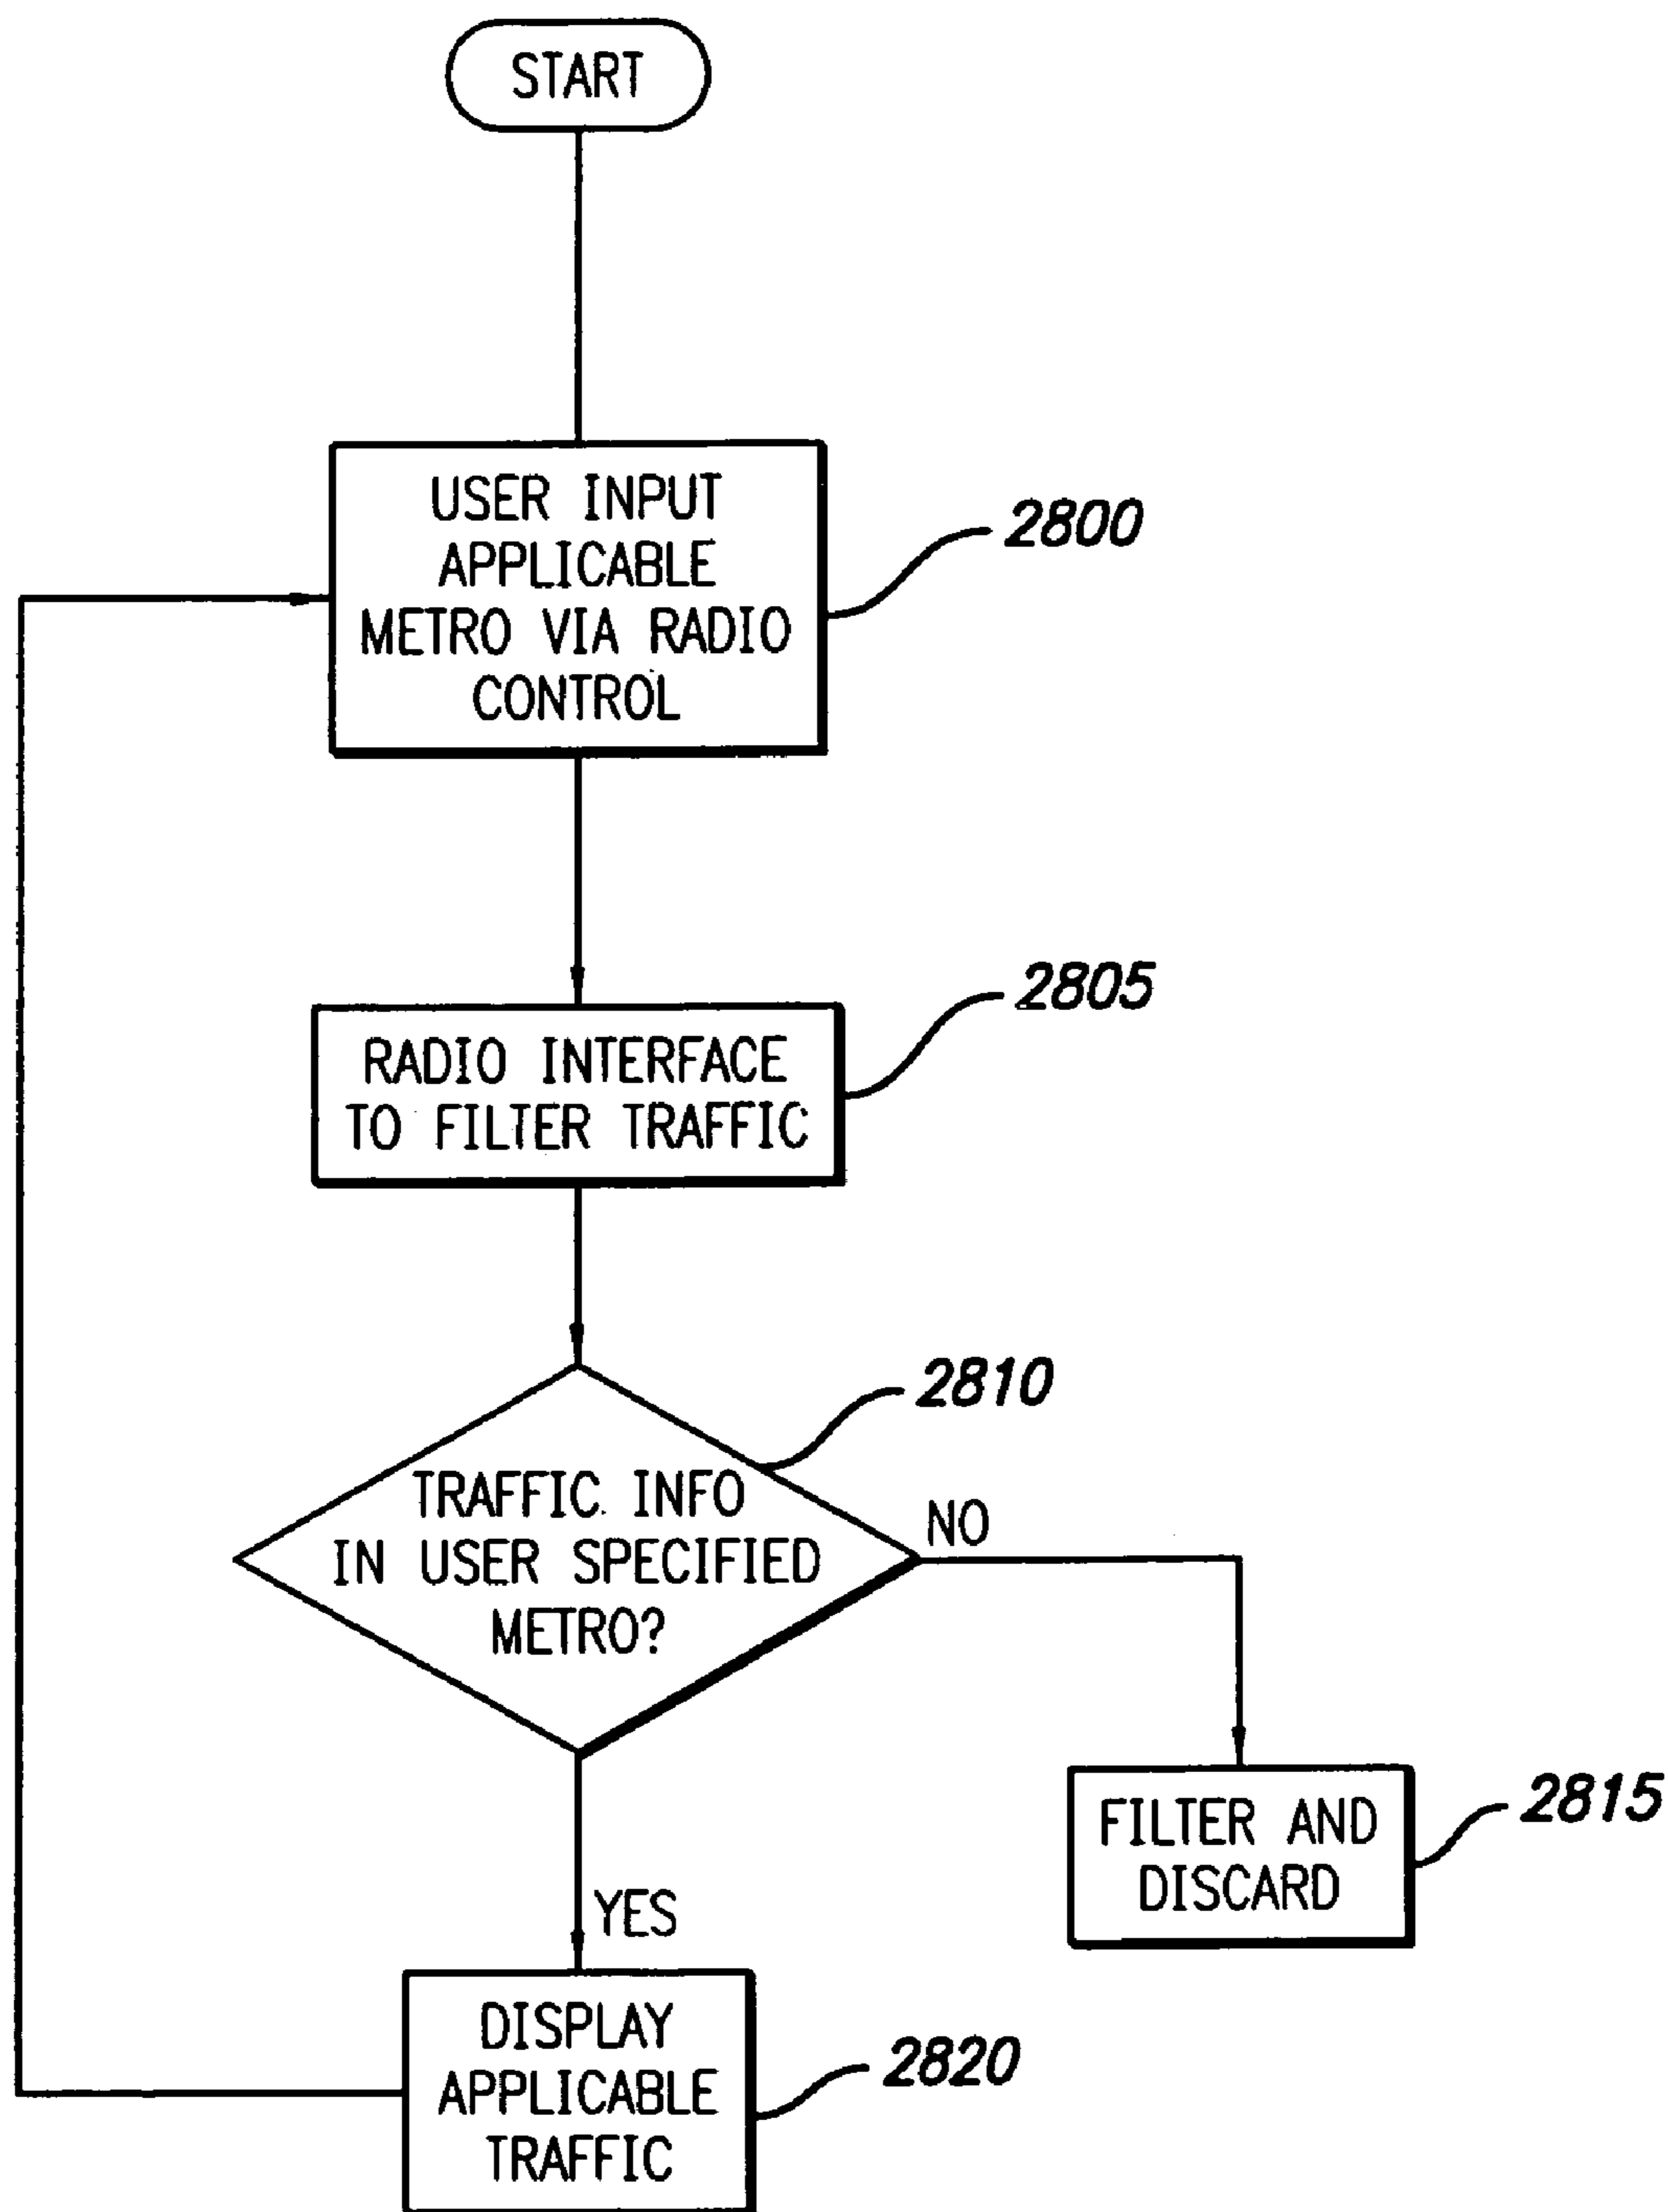 START
USER INPUT
APPLICABLE
METRO VIA RADIO
CONTROL
2800
2805
RADIO INTERFACE
TO FILTER TRAFFIC
2810
TRAFFIC INFO
IN USER SPECIFIED
METRO?
NO
FILTER AND
DISCARD
2815
YES
DISPLAY
APPLICABLE
TRAFFIC
2820